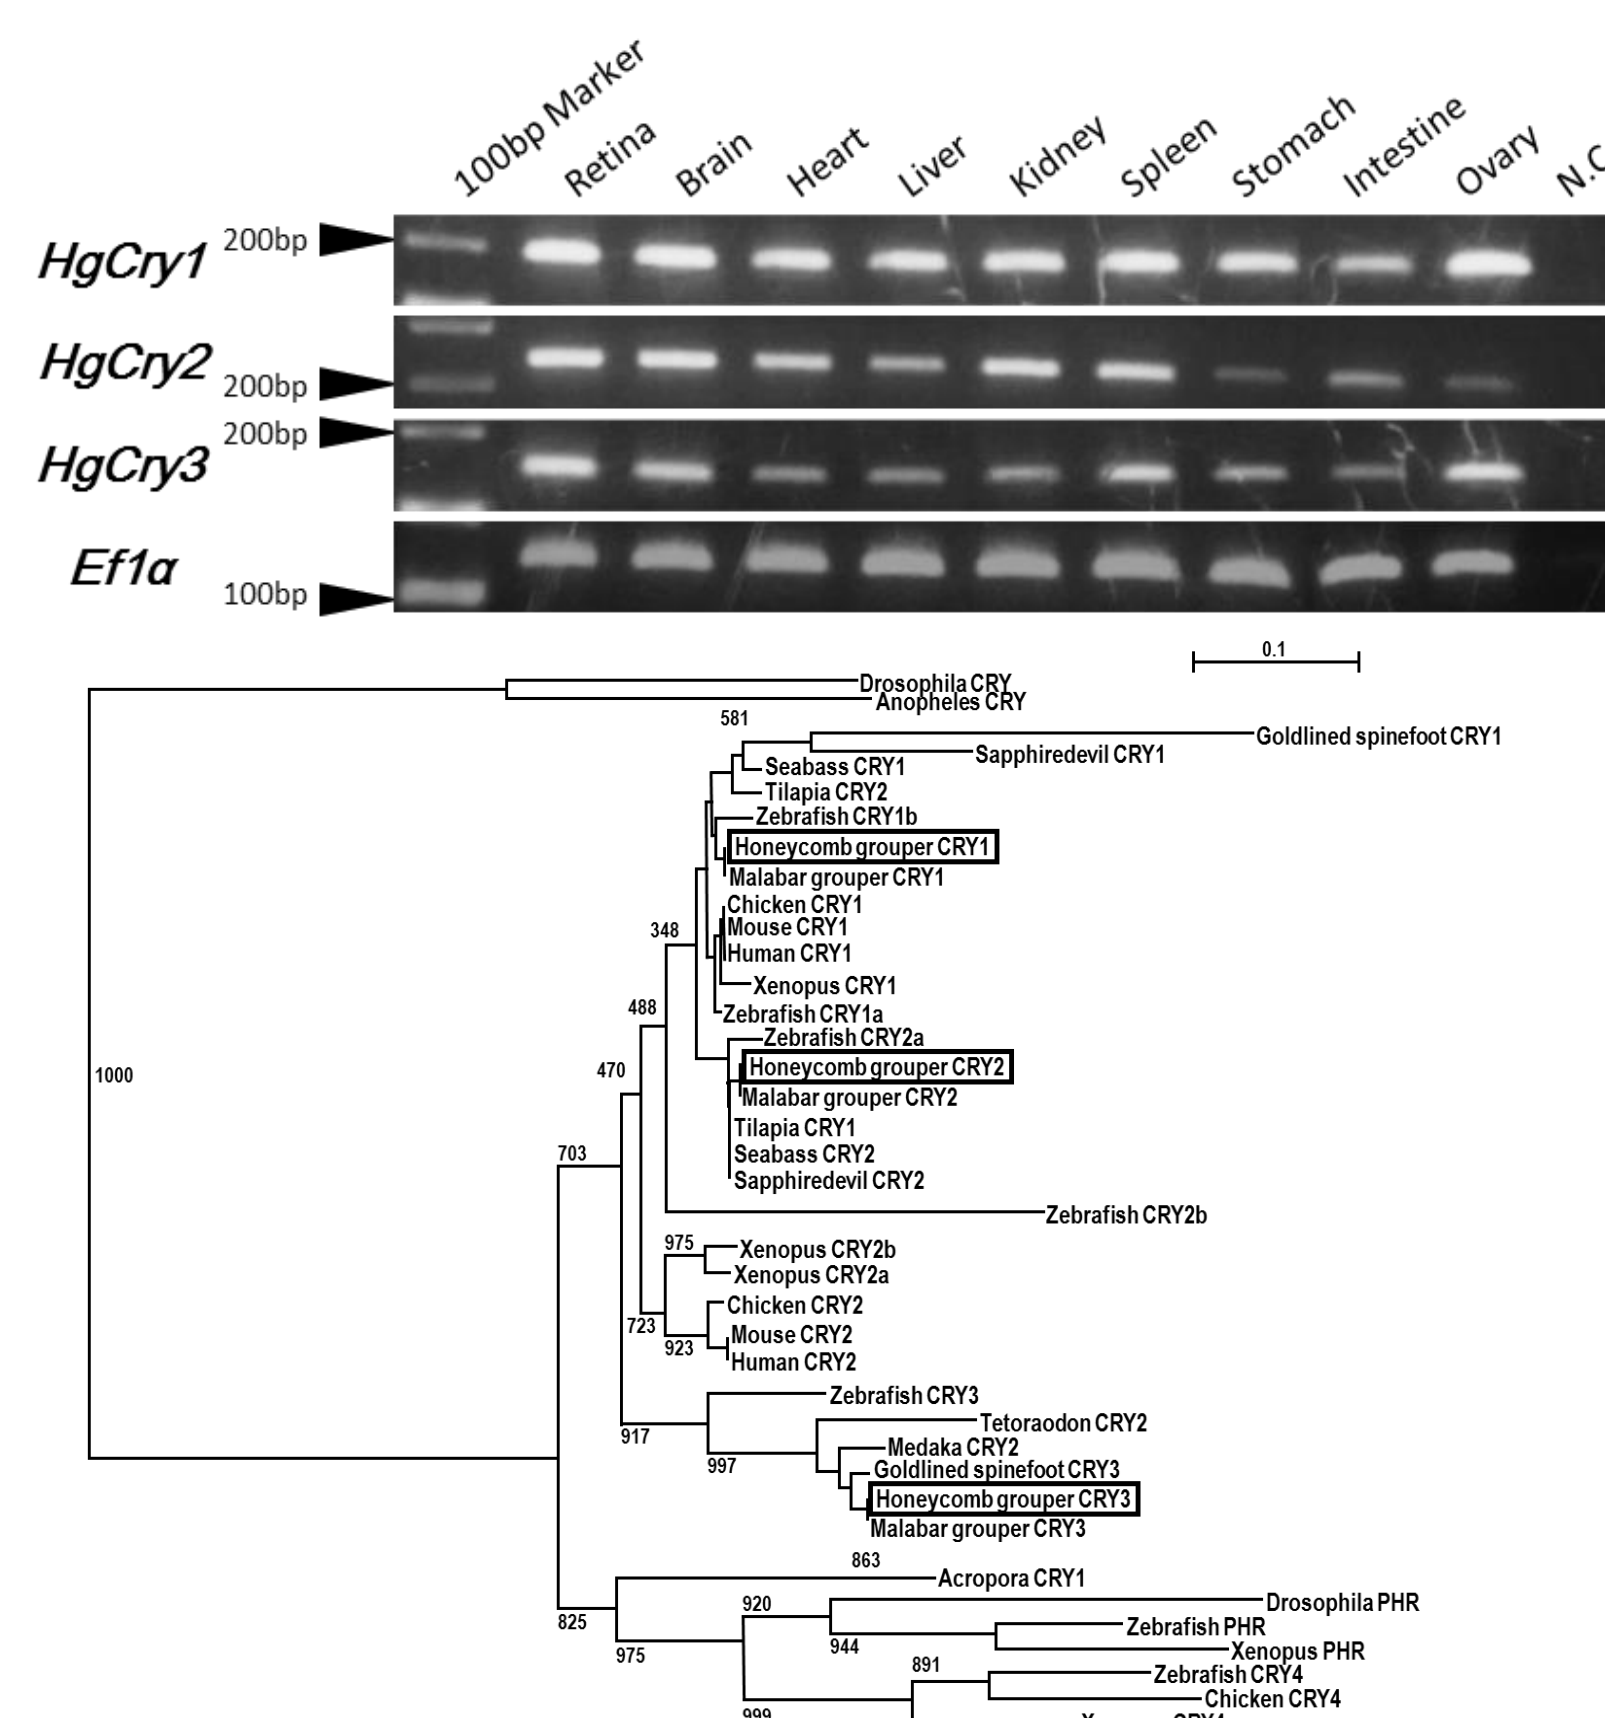 100bp Marker
Retina
Brain
Heart
Liver
Kidney
Spleen
Stomach
Intestine
Ovary
HgCry1
200bp
HgCry2
200bp
HgCry3
200bp
Ef1α
100bp
0.1
Drosophila CRY
Anopheles CRY
581
Goldlined spinefoot CRY1
Sapphiredevil CRY1
Seabass CRY1
Tilapia CRY2
Zebrafish CRY1b
Honeycomb grouper CRY1
Malabar grouper CRY1
Chicken CRY1
Mouse CRY1
348
Human CRY1
Xenopus CRY1
488
Zebrafish CRY1a
Zebrafish CRY2a
Honeycomb grouper CRY2
470
1000
Malabar grouper CRY2
Tilapia CRY1
703
Seabass CRY2
Sapphiredevil CRY2
Zebrafish CRY2b
975
Xenopus CRY2b
Xenopus CRY2a
Chicken CRY2
723
Mouse CRY2
923
Human CRY2
Zebrafish CRY3
Tetoraodon CRY2
917
Medaka CRY2
997
Goldlined spinefoot CRY3
Honeycomb grouper CRY3
Malabar grouper CRY3
863
Acropora CRY1
920
Drosophila PHR
825
Zebrafish PHR
944
975
Xenopus PHR
891
Zebrafish CRY4
Chicken CRY4
999